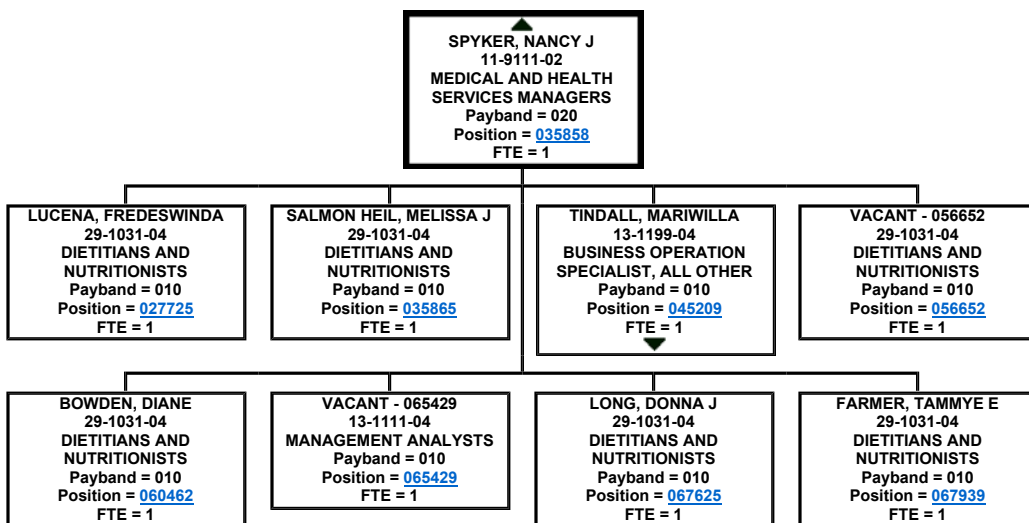 SPYKER, NANCY J
11-9111-02
MEDICAL AND HEALTH
SERVICES MANAGERS
Payband = 020
Position = 035858
FTE = 1
LUCENA, FREDESWINDA
29-1031-04
DIETITIANS AND
NUTRITIONISTS
Payband = 010
Position = 027725
FTE = 1
SALMON HEIL, MELISSA J
29-1031-04
DIETITIANS AND
NUTRITIONISTS
Payband = 010
Position = 035865
FTE = 1
TINDALL, MARIWILLA
13-1199-04
BUSINESS OPERATION
SPECIALIST, ALL OTHER
Payband = 010
Position = 045209
FTE = 1
VACANT - 056652
29-1031-04
DIETITIANS AND
NUTRITIONISTS
Payband = 010
Position = 056652
FTE = 1
BOWDEN, DIANE
29-1031-04
DIETITIANS AND
NUTRITIONISTS
Payband = 010
Position = 060462
FTE = 1
VACANT - 065429
13-1111-04
MANAGEMENT ANALYSTS
Payband = 010
Position = 065429
FTE = 1
LONG, DONNA J
29-1031-04
DIETITIANS AND
NUTRITIONISTS
Payband = 010
Position = 067625
FTE = 1
FARMER, TAMMYE E
29-1031-04
DIETITIANS AND
NUTRITIONISTS
Payband = 010
Position = 067939
FTE = 1